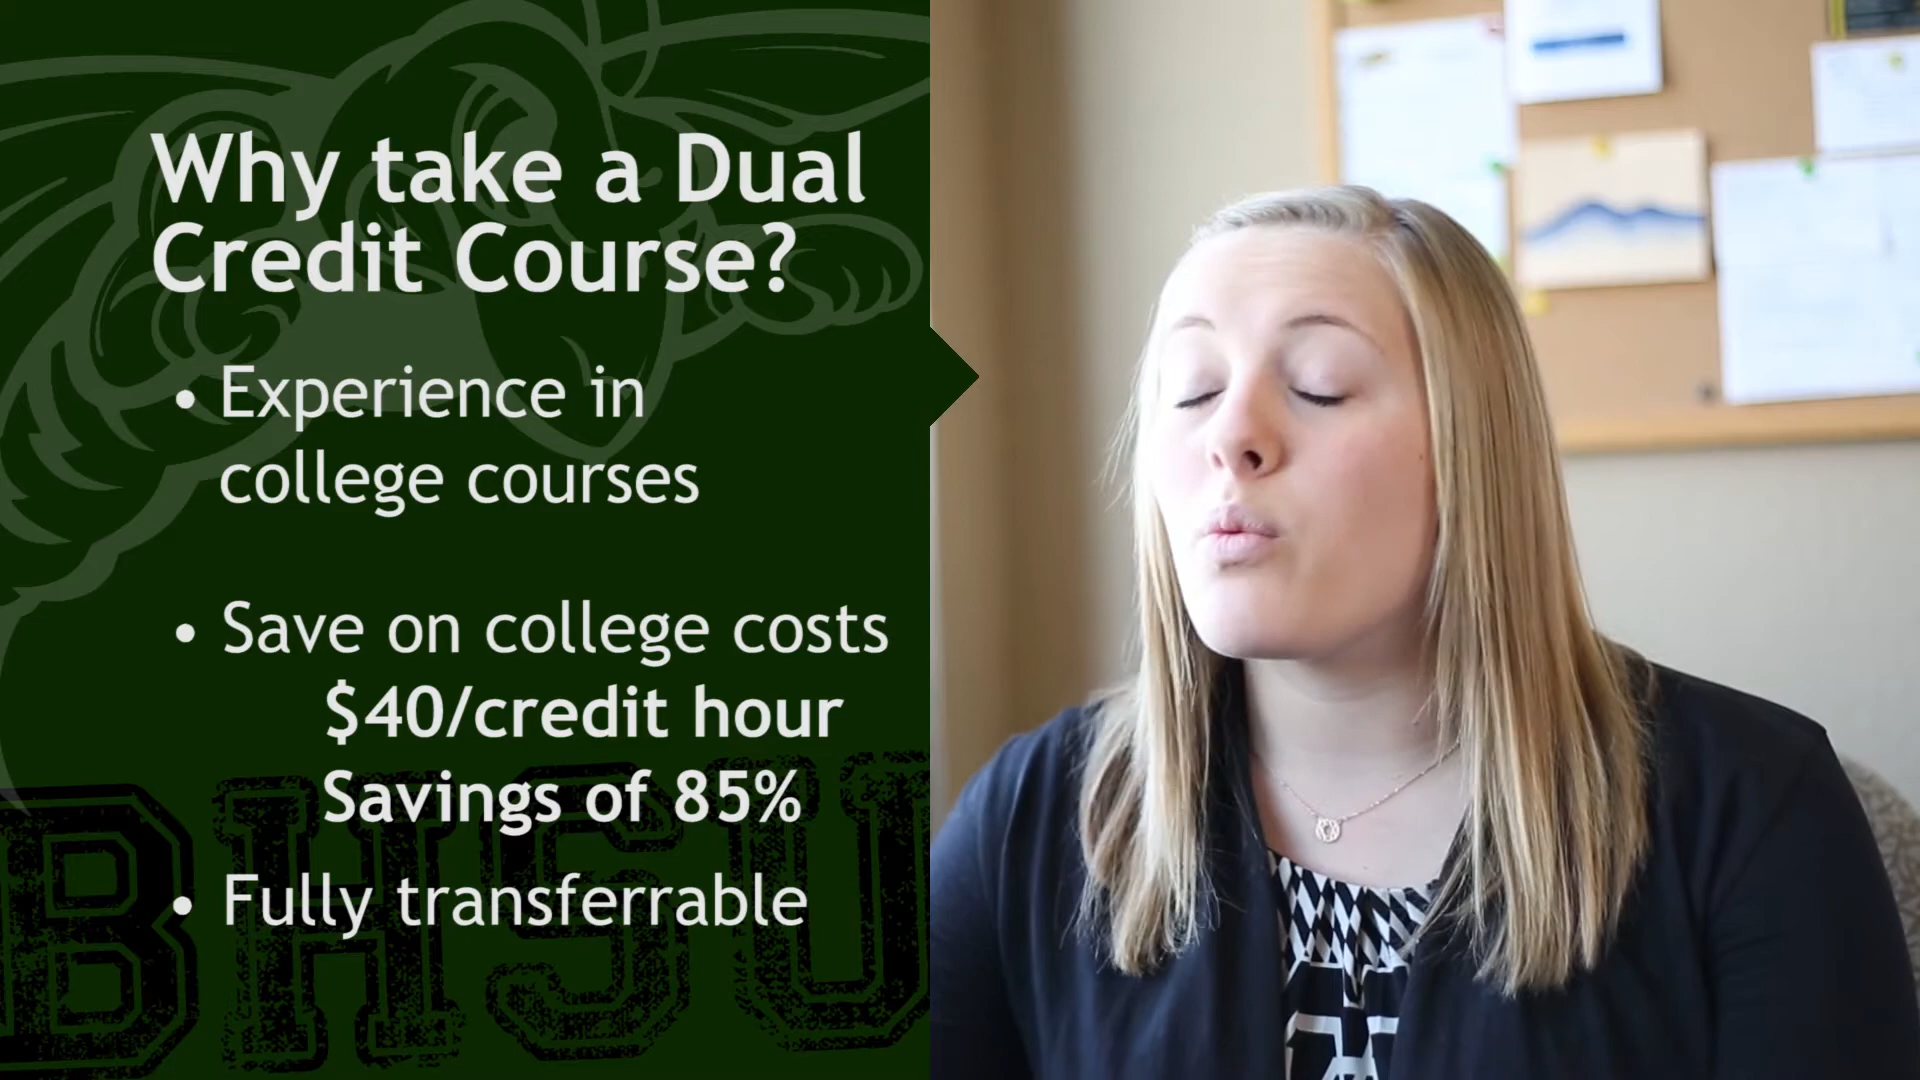 Why take a Dual
Credit Course?
• Experience in
college courses
• Save on college costs
$40/credit hour
Savings of 85%
• Fully transferrable
BHSU